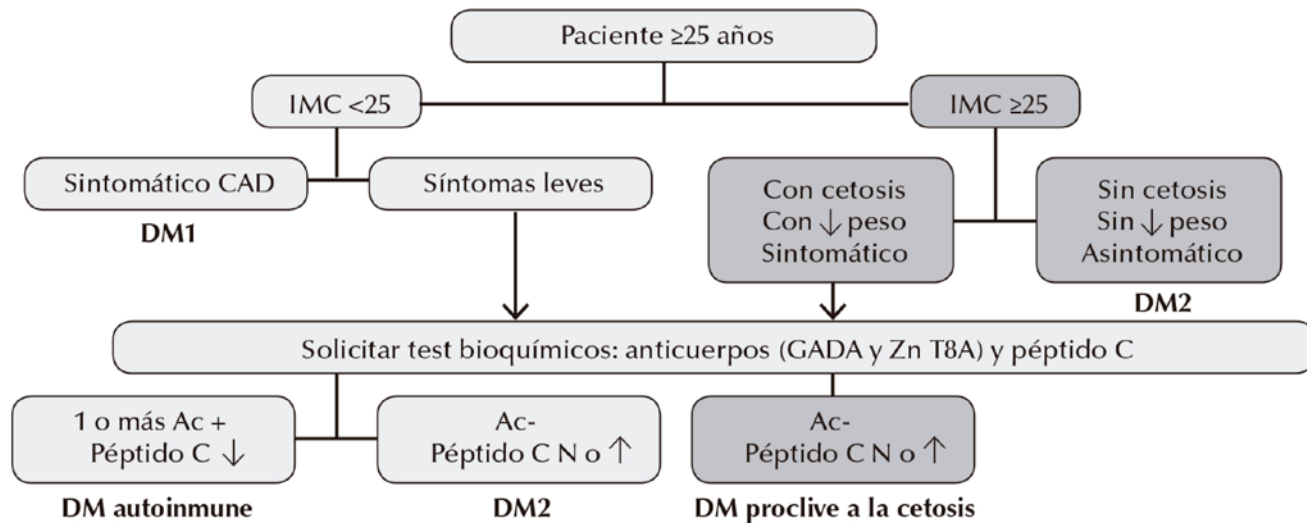 Paciente ≥25 años
IMC <25
IMC ≥25
Sintomático CAD
DM1
Síntomas leves
Con cetosis
Con ↓ peso
Sintomático
Sin cetosis
Sin ↓ peso
Asintomático
DM2
Solicitar test bioquímicos: anticuerpos (GADA y Zn T8A) y péptido C
1 o más Ac +
Péptido C ↓
DM autoinmune
Ac-
Péptido C N o ↑
DM2
Ac-
Péptido C N o ↑
DM proclive a la cetosis